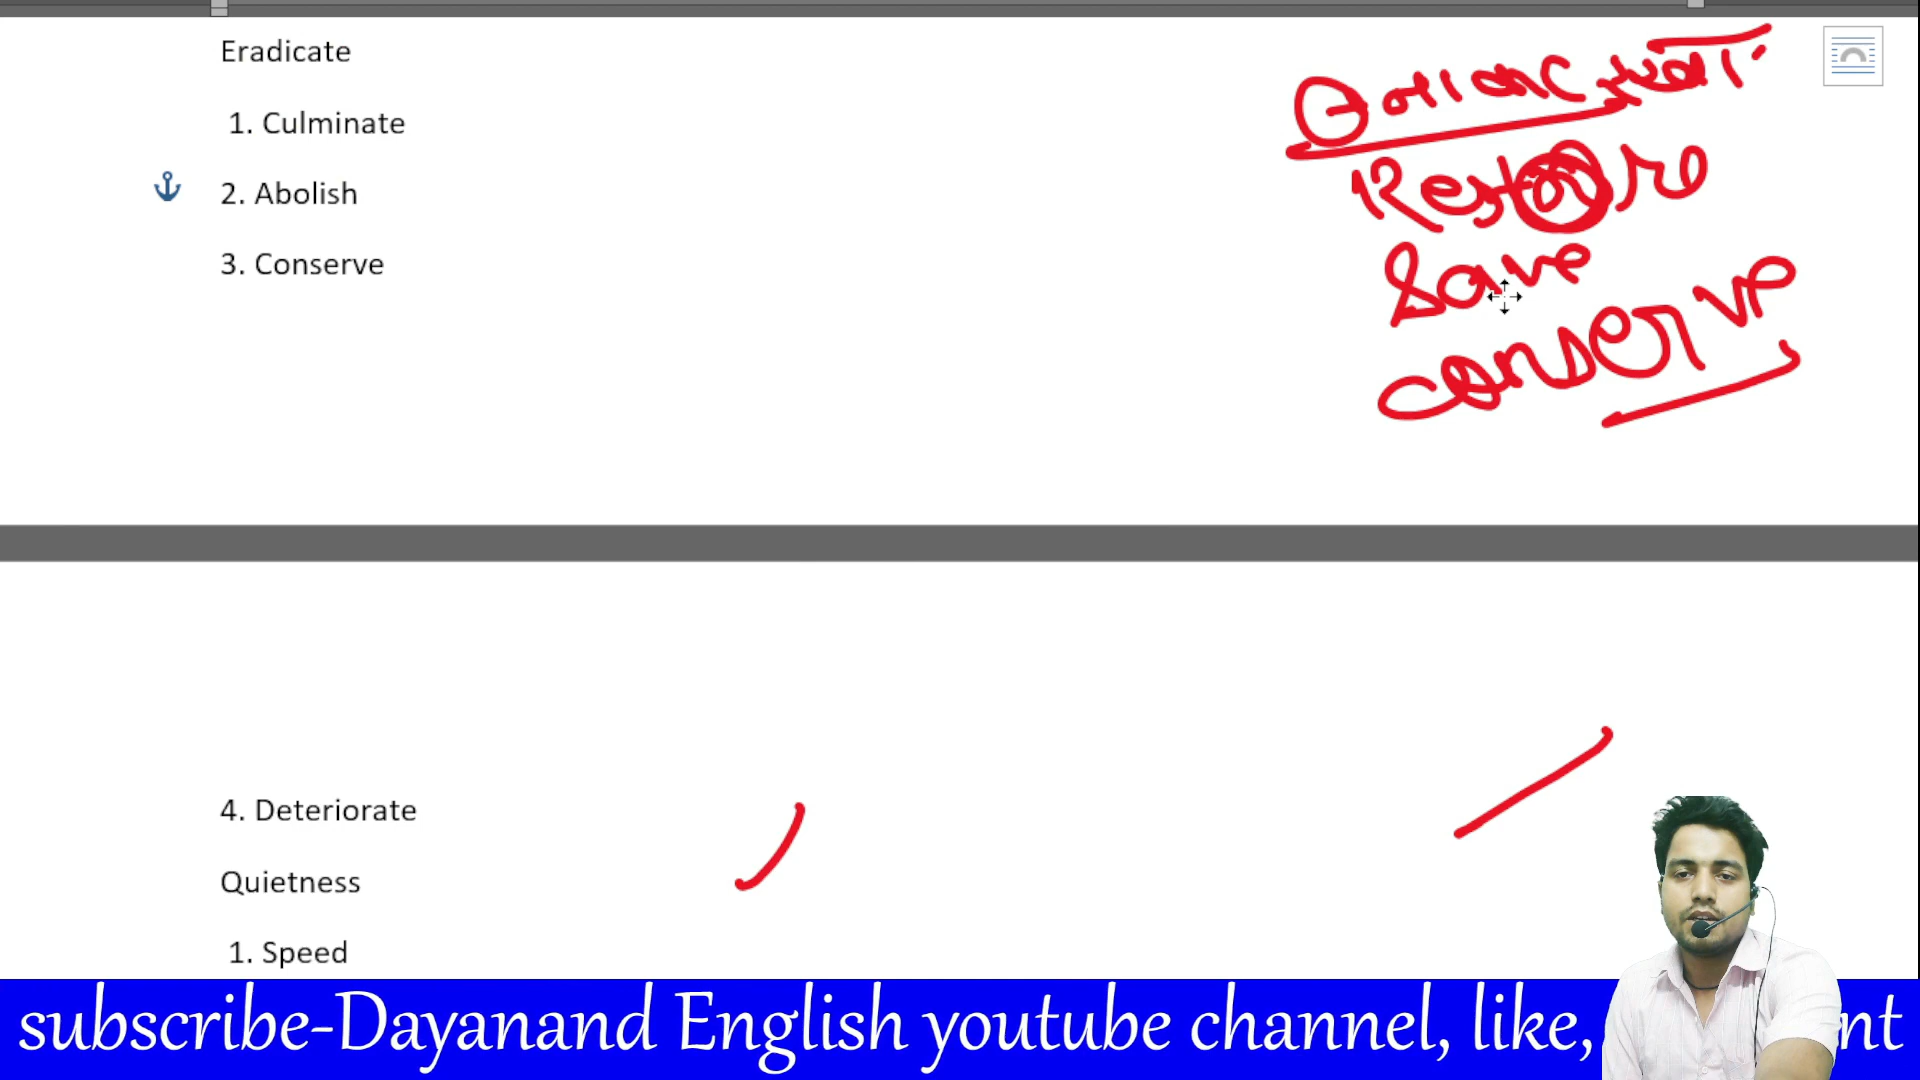 Eradicate
1. Culminate
2. Abolish
3. Conserve
Restore
Save
conserve
4. Deteriorate
Quietness
1. Speed
subscribe-Dayanand English youtube channel, like, nt